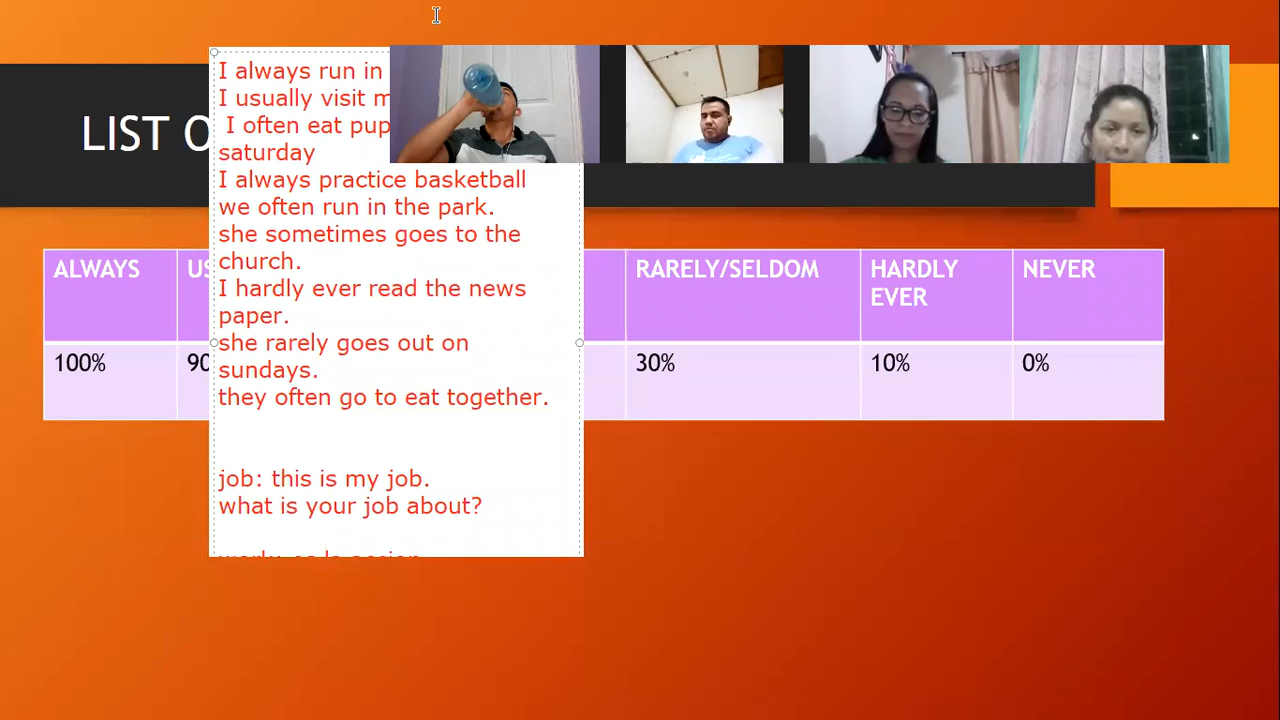 LIST
I always run in
I usually visit
I often eat
saturday
I always practice basketball
we often run in the park.
she sometimes goes to the
church.
I hardly ever read the news
paper.
she rarely goes out on
sundays.
they often go to eat together.
job: this is my job.
what is your job about?
ALWAYS RARELY/SELDOM HARDLY
EVER NEVER
100% 30% 10% 0%